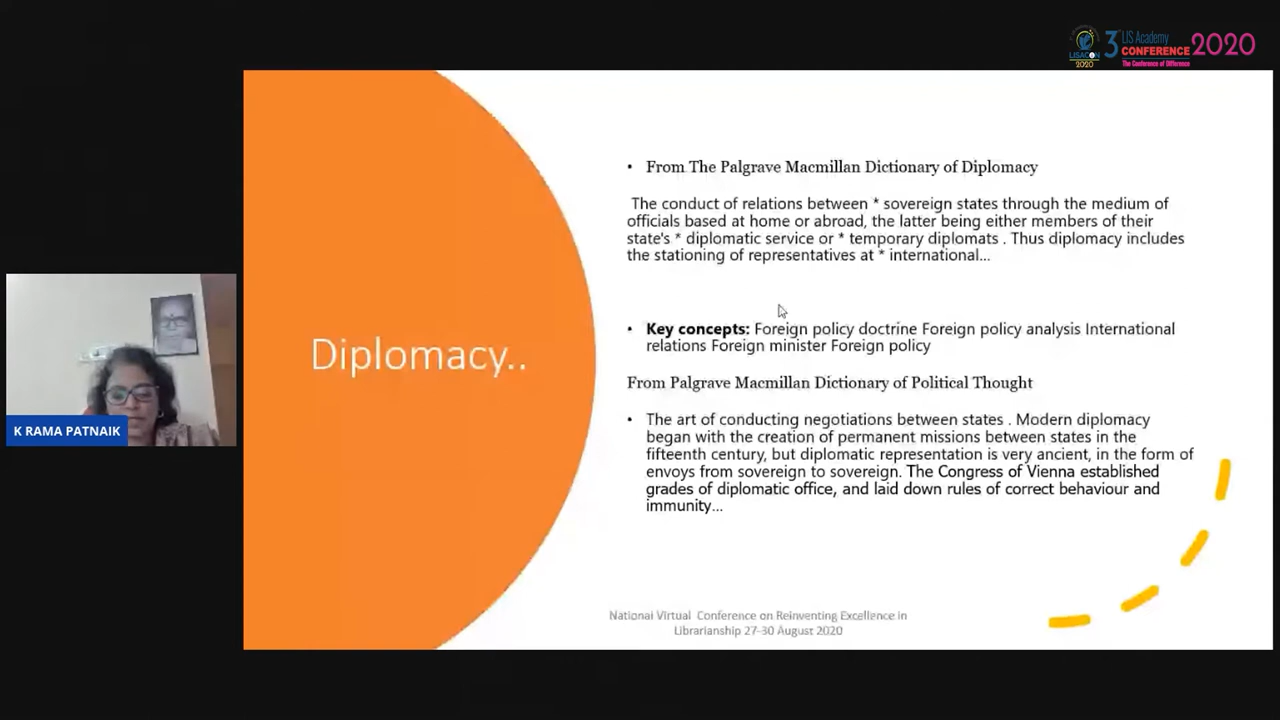 LISACON
2020
3rd LIS Academy
CONFERENCE 2020
The Conference of Difference
• From The Palgrave Macmillan Dictionary of Diplomacy
The conduct of relations between * sovereign states through the medium of
officials based at home or abroad, the latter being either members of their
state's * diplomatic service or * temporary diplomats . Thus diplomacy includes
the stationing of representatives at * international...
Diplomacy..
• Key concepts: Foreign policy doctrine Foreign policy analysis International
relations Foreign minister Foreign policy
From Palgrave Macmillan Dictionary of Political Thought
• The art of conducting negotiations between states . Modern diplomacy
began with the creation of permanent missions between states in the
fifteenth century, but diplomatic representation is very ancient, in the form of
envoys from sovereign to sovereign. The Congress of Vienna established
grades of diplomatic office, and laid down rules of correct behaviour and
immunity...
K RAMA PATNAIK
National Virtual Conference on Reinventing Excellence in
Librarianship 27-30 August 2020